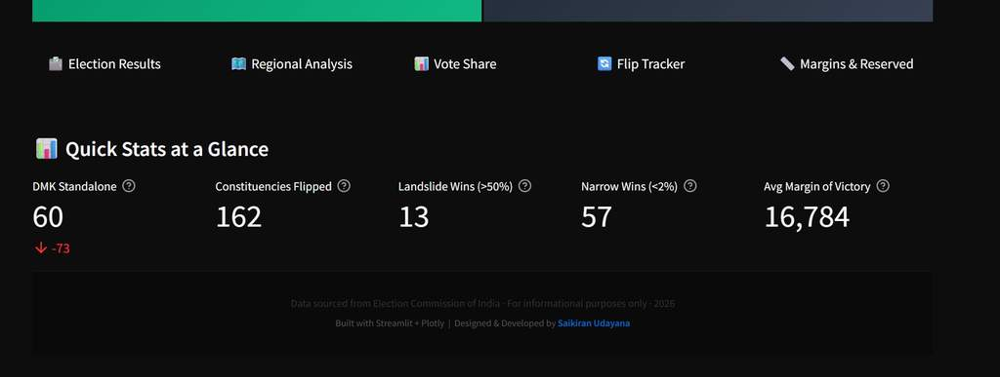 Election Results
Regional Analysis
Vote Share
Flip Tracker
Margins & Reserved
Quick Stats at a Glance
DMK Standalone
60
-73
Constituencies Flipped
162
Landslide Wins (>50%)
13
Narrow Wins (<2%)
57
Avg Margin of Victory
16,784
Data sourced from Election Commission of India · For informational purposes only · 2026
Built with Streamlit + Plotly | Designed & Developed by Saikiran Udayana